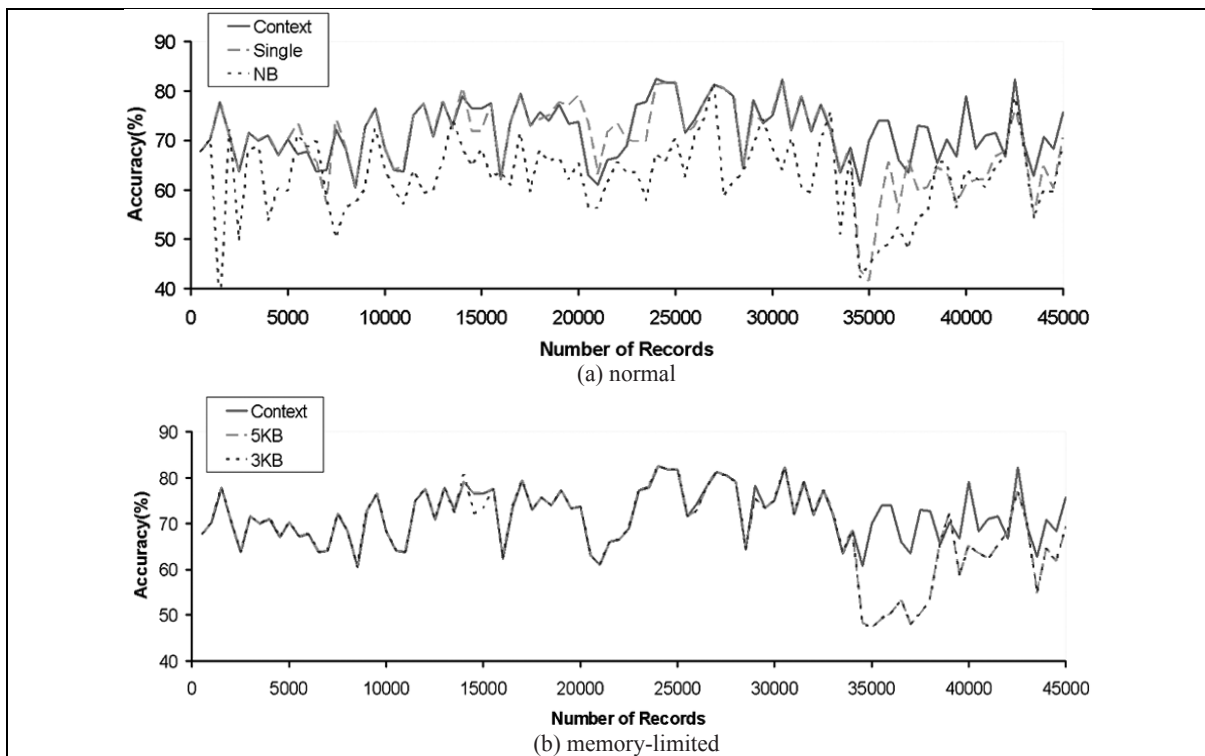 Context
Single
NB
90
80
70
60
50
40
Accuracy(%)
0 5000 10000 15000 20000 25000 30000 35000 40000 45000
Number of Records
(a) normal
Context
5KB
3KB
90
80
70
60
50
40
Accuracy(%)
0 5000 10000 15000 20000 25000 30000 35000 40000 45000
Number of Records
(b) memory-limited